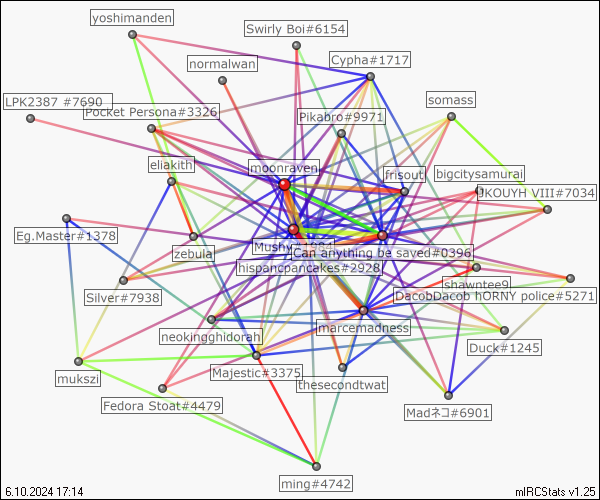 yoshimanden
Swirly Boi#6154
normalwan
Cypha#1717
LPK2387 #7690
Pocket Persona#3326
somass
Pikabro#9971
eliakith
moonraven
frisout
bigcitysamurai
JKOUYH VIII#7034
Eg.Master#1378
zebula
Mushy#1984
Can anything be saved#0396
hispancpancakes#2928
shawntee9
Silver#7938
DacobDacob hORNY police#5271
neokingghidorah
marcemadness
Duck#1245
mukszi
Majestic#3375
thesecondtwat
Fedora Stoat#4479
Madネコ#6901
ming#4742
6.10.2024 17:14
mIRCStats v1.25